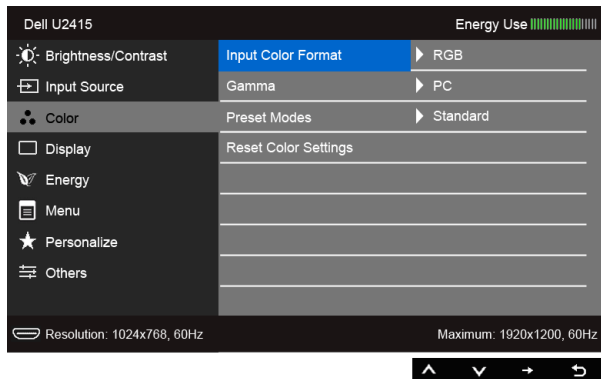 Dell U2415 Energy Use
Brightness/Contrast Input Color Format RGB
Input Source Gamma PC
Color Preset Modes Standard
Display Reset Color Settings
Energy
Menu
Personalize
Others
Resolution: 1024x768, 60Hz Maximum: 1920x1200, 60Hz